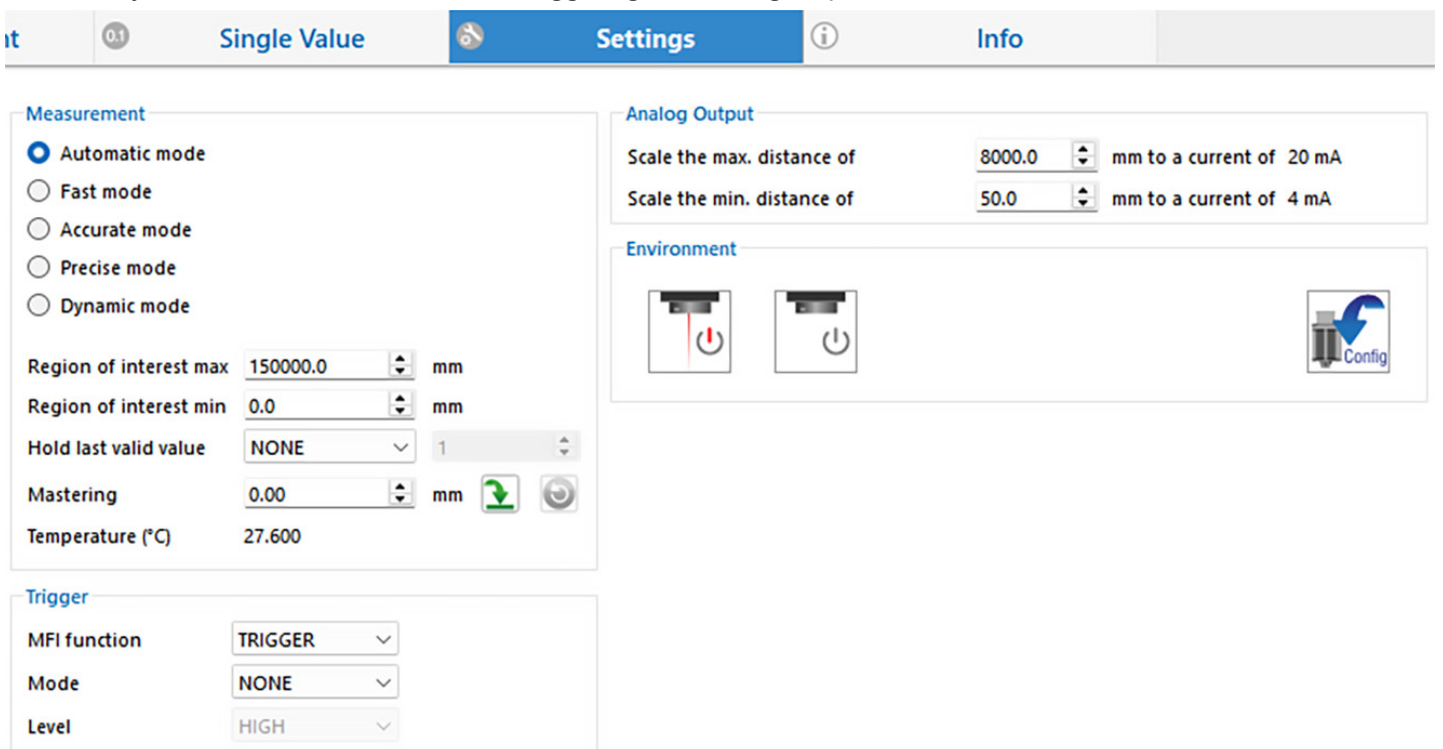 nt 0.1 Single Value Settings i Info
Measurement
Automatic mode
Fast mode
Accurate mode
Precise mode
Dynamic mode
Region of interest max 150000.0 mm
Region of interest min 0.0 mm
Hold last valid value NONE 1
Mastering 0.00 mm
Temperature (°C) 27.600
Trigger
MFI function TRIGGER
Mode NONE
Level HIGH
Analog Output
Scale the max. distance of 8000.0 mm to a current of 20 mA
Scale the min. distance of 50.0 mm to a current of 4 mA
Environment
Config